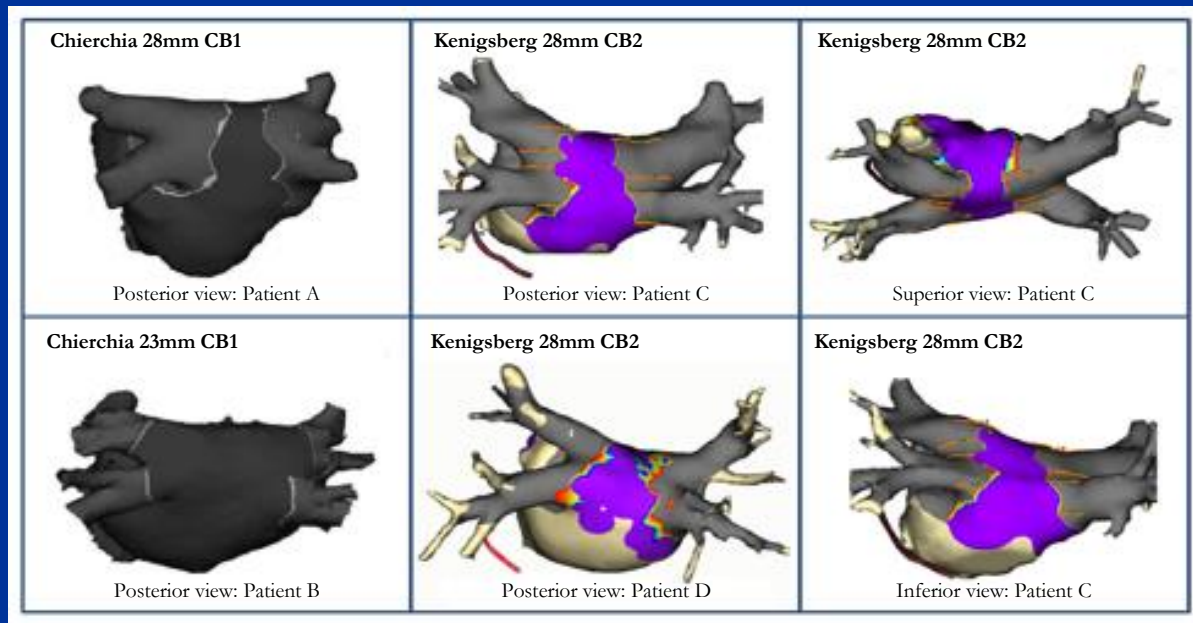 Chierchia 28mm CB1
Kenigsberg 28mm CB2
Kenigsberg 28mm CB2
Posterior view: Patient A
Posterior view: Patient C
Superior view: Patient C
Chierchia 23mm CB1
Kenigsberg 28mm CB2
Kenigsberg 28mm CB2
Posterior view: Patient B
Posterior view: Patient D
Inferior view: Patient C